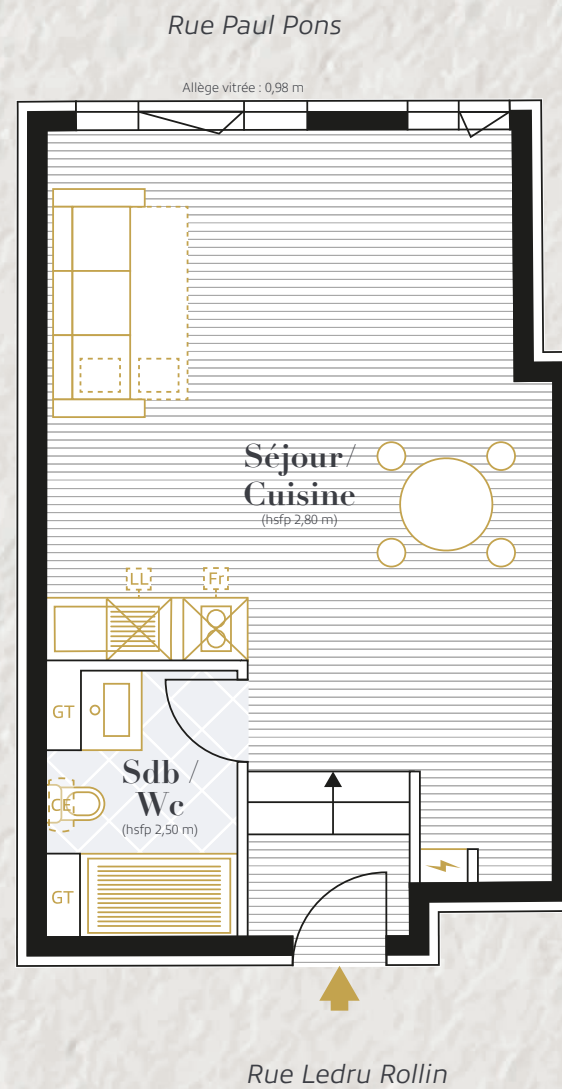 Rue Paul Pons
Allège vitrée : 0,98 m
Séjour/
Cuisine
(hsfp 2,80 m)
LL
Fr
GT
Sdb /
Wc
(hsfp 2,50 m)
CE
GT
Rue Ledru Rollin